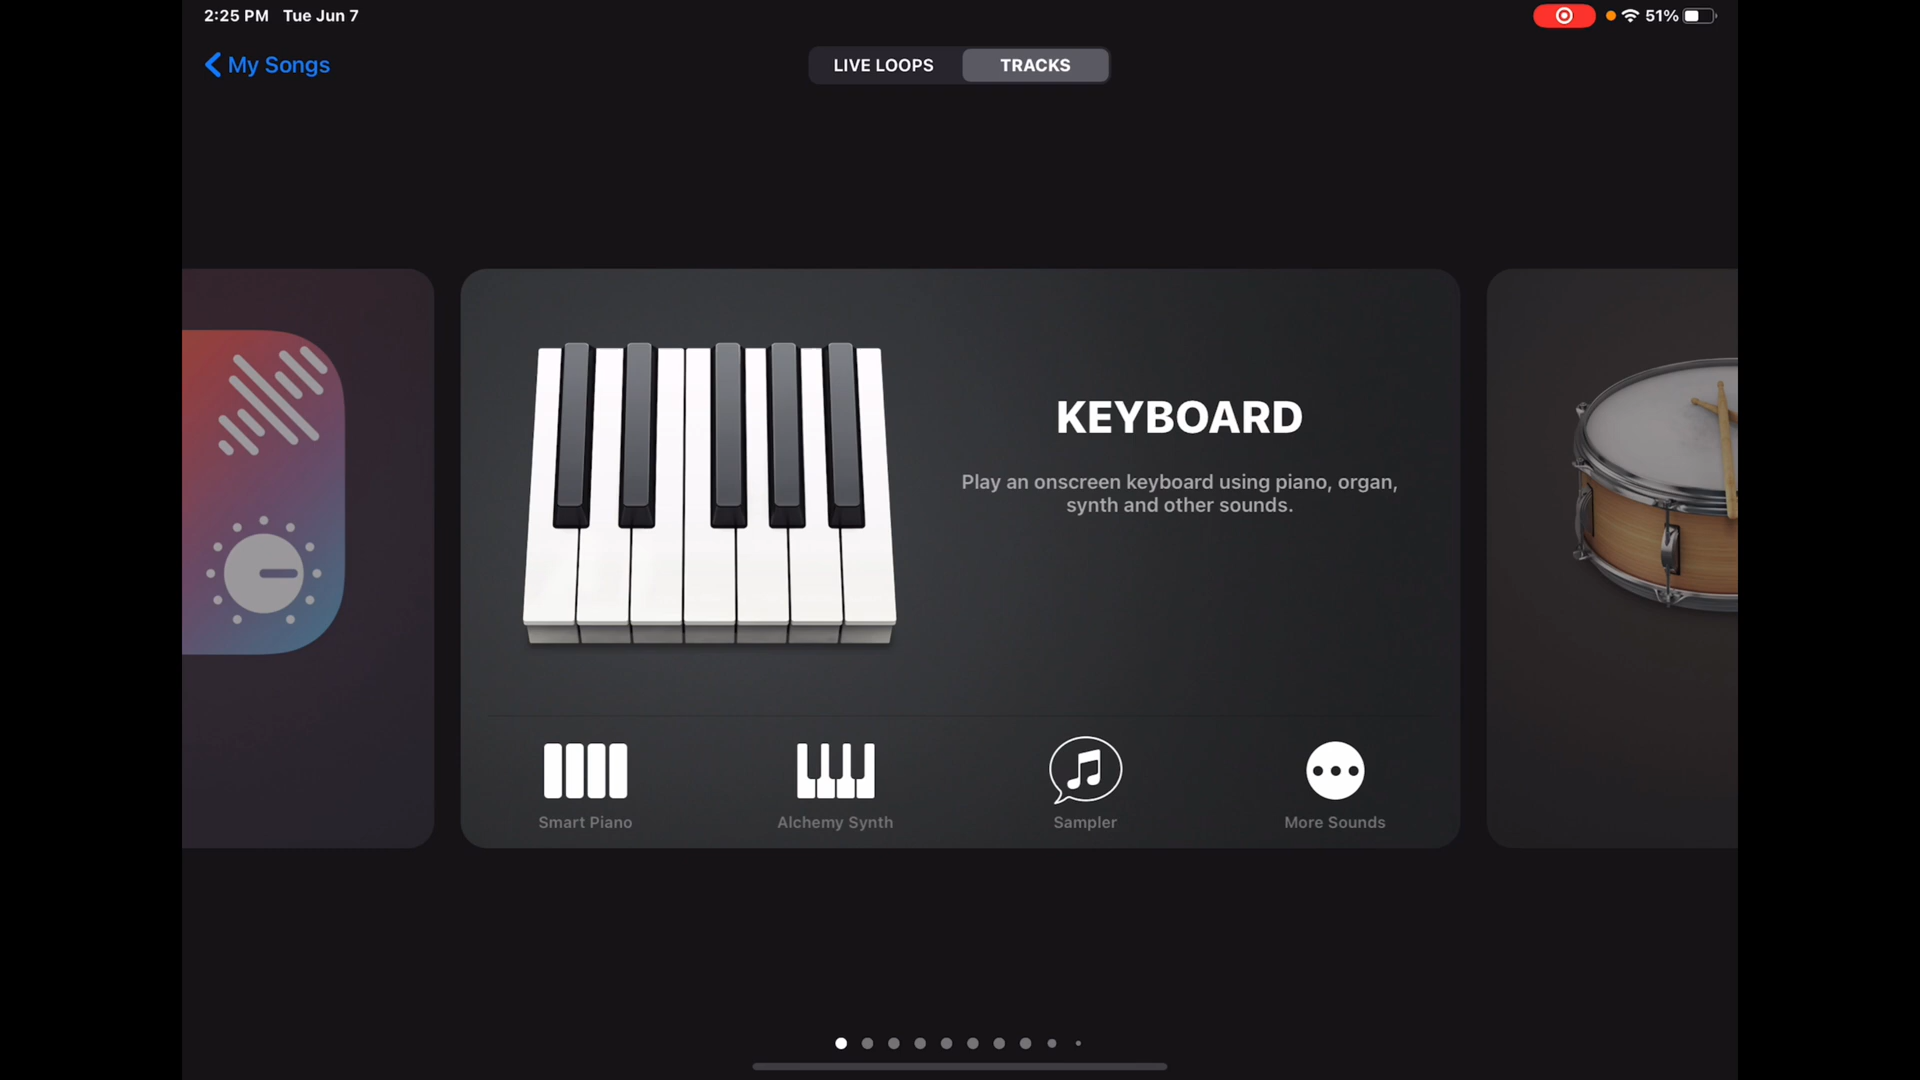 2:25 PM Tue Jun 7
51%
My Songs
LIVE LOOPS
TRACKS
KEYBOARD
Play an onscreen keyboard using piano, organ,
synth and other sounds.
Smart Piano
Alchemy Synth
Sampler
More Sounds